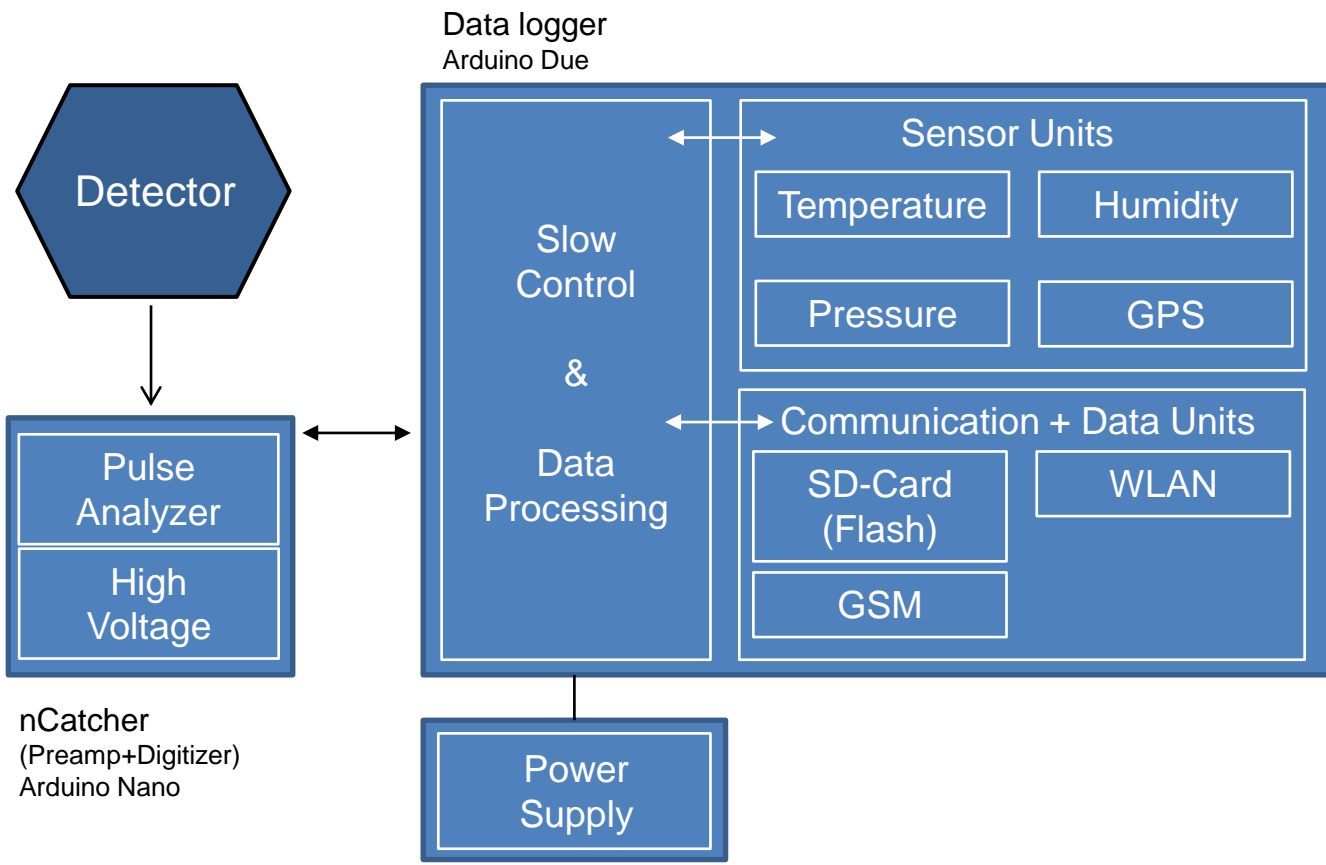 Data logger
Arduino Due
Detector
Slow
Control
&
Data
Processing
Sensor Units
Temperature
Humidity
Pressure
GPS
Communication + Data Units
SD-Card
(Flash)
WLAN
GSM
Pulse
Analyzer
High
Voltage
nCatcher
(Preamp+Digitizer)
Arduino Nano
Power
Supply